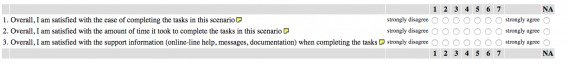 1 2 3 4 5 6 7 NA
1. Overall, I am satisfied with the ease of completing the tasks in this scenario strongly disagree strongly agree
2. Overall, I am satisfied with the amount of time it took to complete the tasks in this scenario strongly disagree strongly agree
3. Overall, I am satisfied with the support information (online-line help, messages, documentation) when completing the tasks strongly disagree strongly agree
1 2 3 4 5 6 7 NA